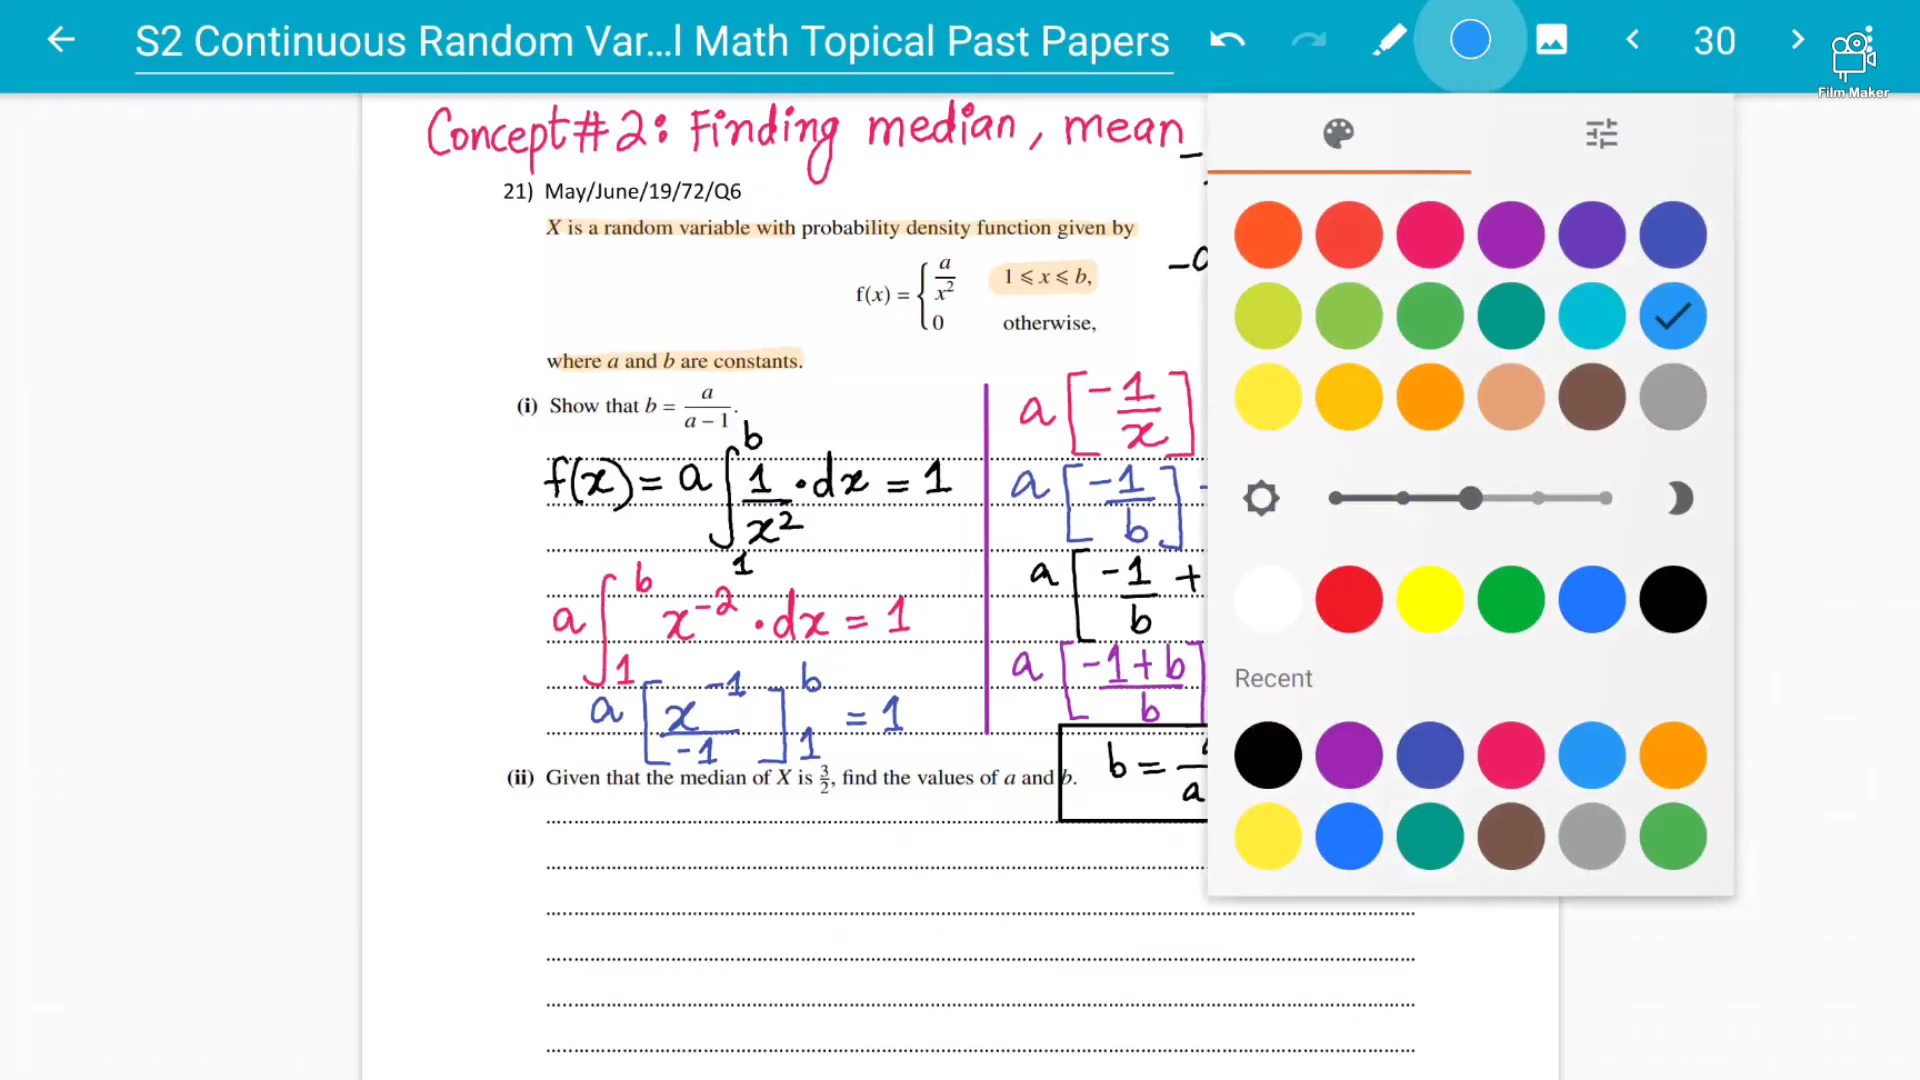 S2 Continuous Random Var...l Math Topical Past Papers
30
Film Maker
Concept#2: Finding median, mean
21) May/June/19/72/Q6
X is a random variable with probability density function given by
f(x) = { a/x² 1 ⩽ x ⩽ b,
0 otherwise,
where a and b are constants.
(i) Show that b = a/(a − 1).
f(x) = a ∫₁ᵇ 1/x² · dx = 1
a ∫₁ᵇ x⁻² · dx = 1
a [x⁻¹/-1]₁ᵇ = 1
a [-1/x]
a [-1/b] -
a [-1/b +
a [-1+b/b]
b =
a
(ii) Given that the median of X is 3/2, find the values of a and b.
Recent